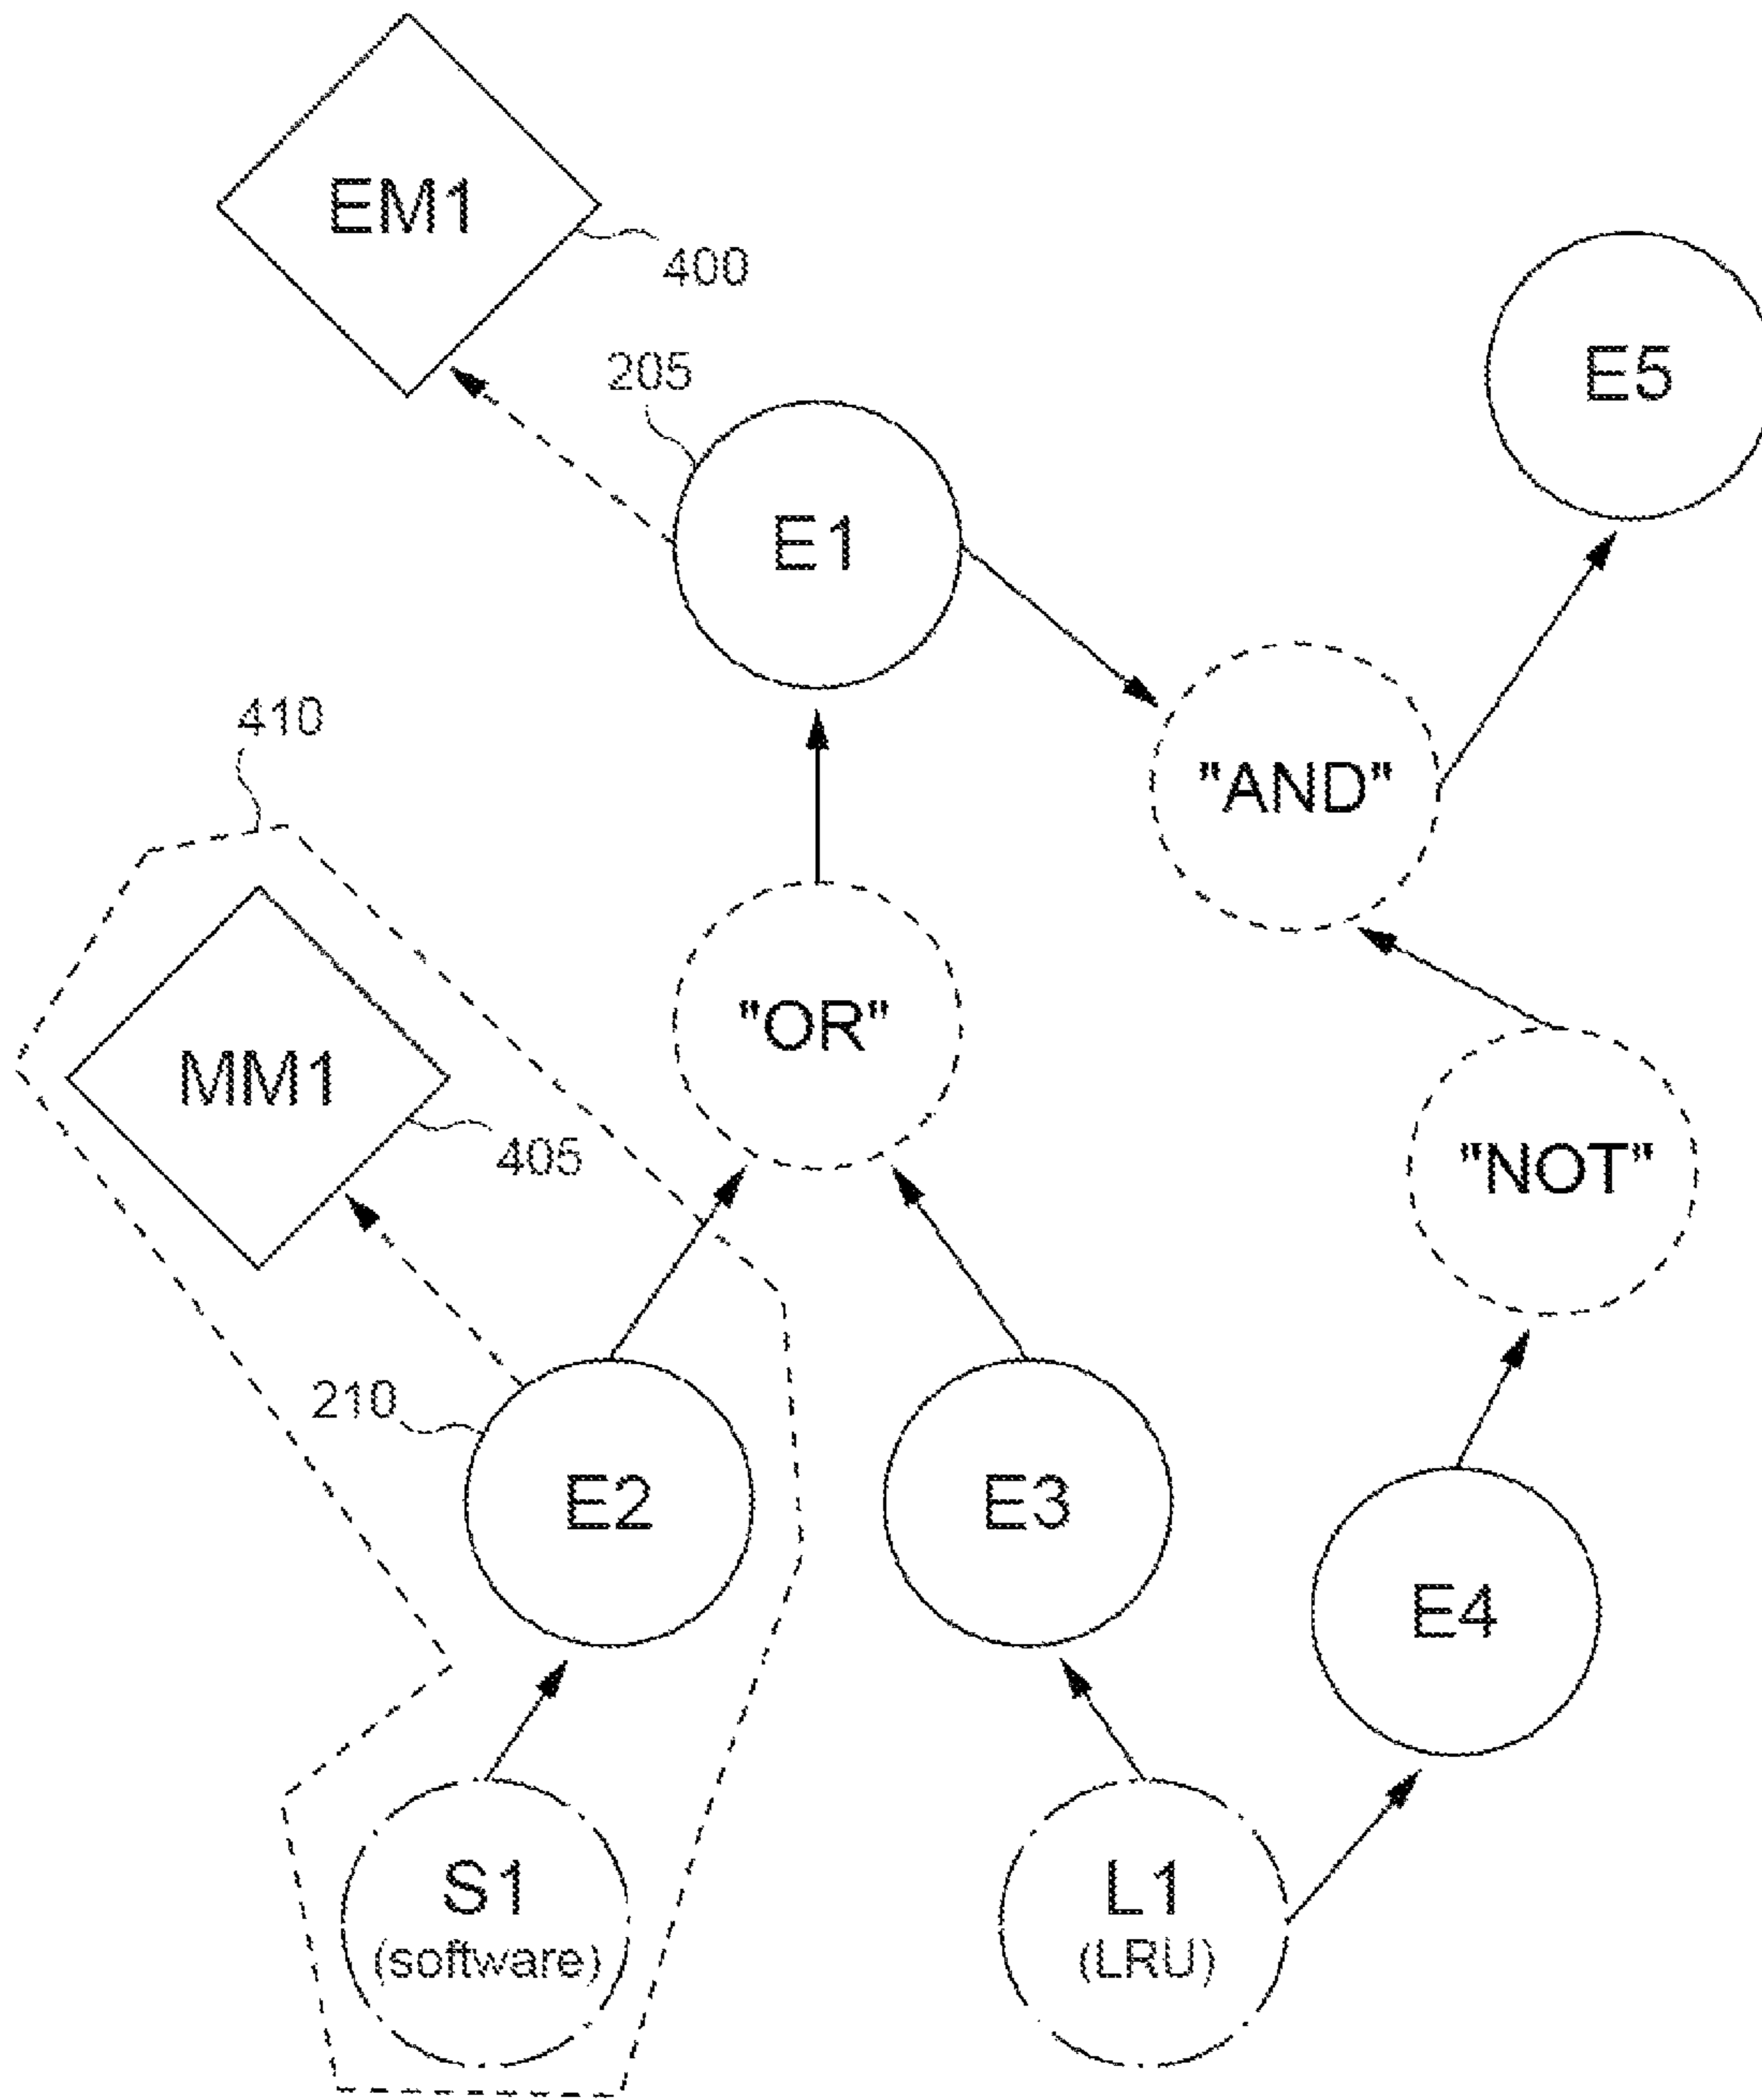 EM1
400
205
E5
E1
410
"AND"
"OR"
MM1
405
"NOT"
210
E2
E3
E4
S1
(software)
L1
(LRU)